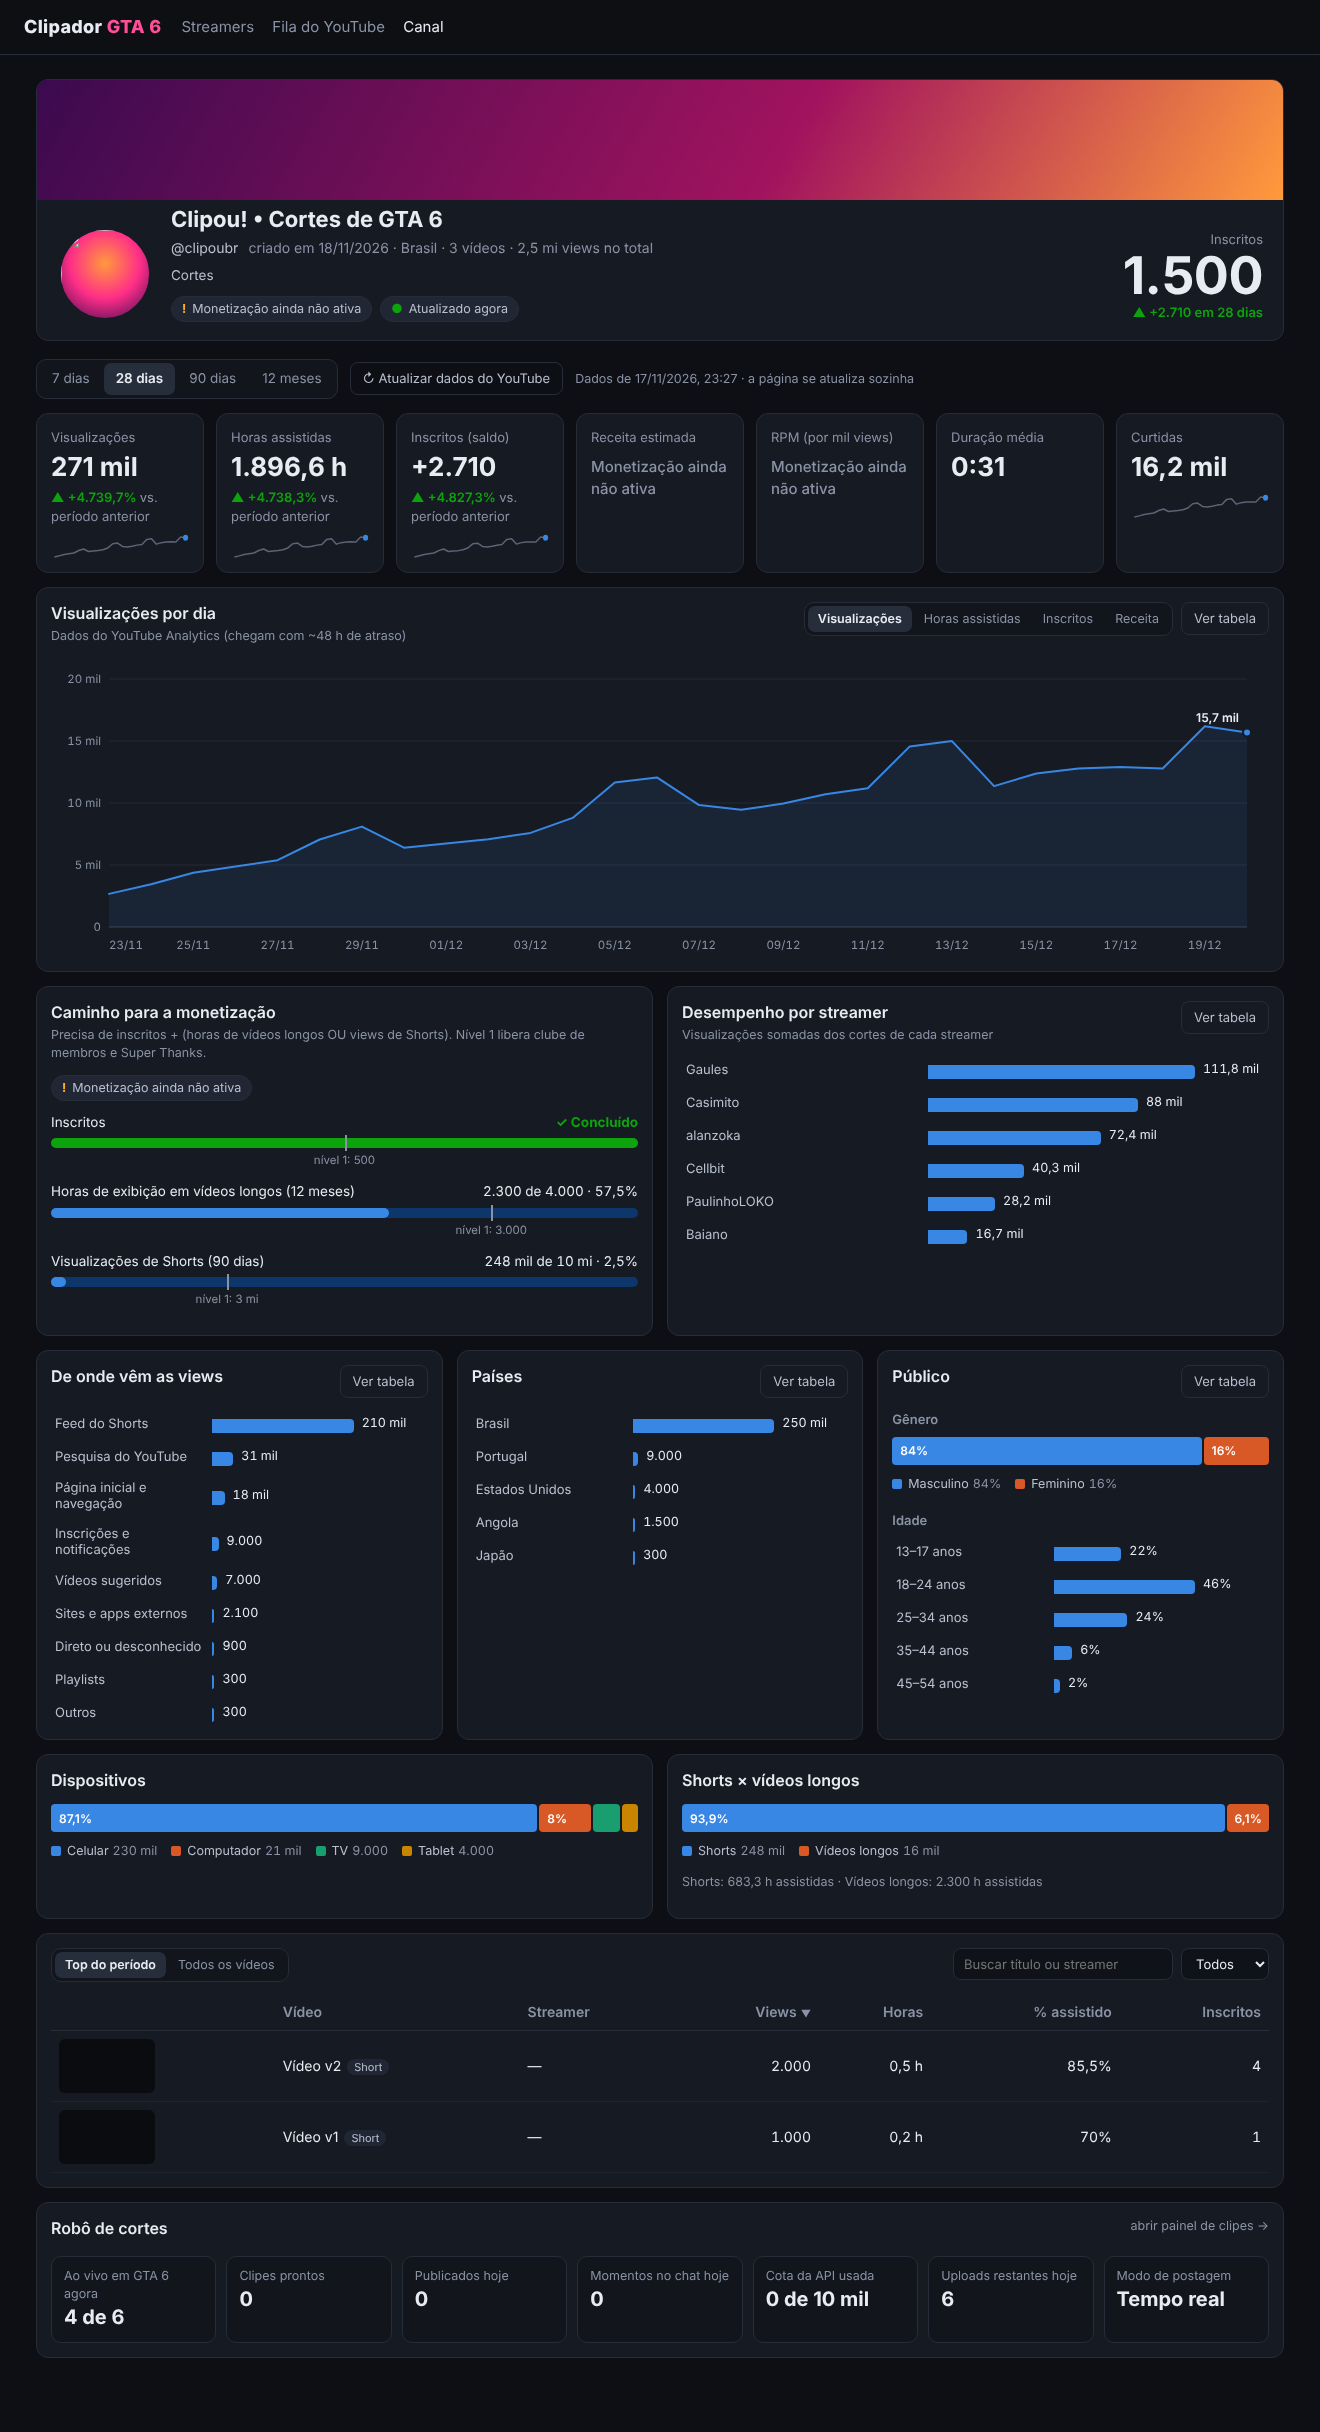 Clipador GTA 6 Streamers Fila do YouTube Canal
Clipou! • Cortes de GTA 6
@clipoubr criado em 18/11/2026 · Brasil · 3 vídeos · 2,5 mi views no total
Cortes
! Monetização ainda não ativa Atualizado agora
Inscritos
1.500
▲ +2.710 em 28 dias
7 dias 28 dias 90 dias 12 meses ↻ Atualizar dados do YouTube Dados de 17/11/2026, 23:27 · a página se atualiza sozinha
Visualizações
271 mil
▲ +4.739,7% vs.
período anterior
Horas assistidas
1.896,6 h
▲ +4.738,3% vs.
período anterior
Inscritos (saldo)
+2.710
▲ +4.827,3% vs.
período anterior
Receita estimada
Monetização ainda
não ativa
RPM (por mil views)
Monetização ainda
não ativa
Duração média
0:31
Curtidas
16,2 mil
Visualizações por dia
Dados do YouTube Analytics (chegam com ~48 h de atraso)
Visualizações Horas assistidas Inscritos Receita Ver tabela
20 mil
15,7 mil
15 mil
10 mil
5 mil
0
23/11 25/11 27/11 29/11 01/12 03/12 05/12 07/12 09/12 11/12 13/12 15/12 17/12 19/12
Caminho para a monetização
Precisa de inscritos + (horas de vídeos longos OU views de Shorts). Nível 1 libera clube de
membros e Super Thanks.
! Monetização ainda não ativa
Inscritos ✓ Concluído
nível 1: 500
Horas de exibição em vídeos longos (12 meses) 2.300 de 4.000 · 57,5%
nível 1: 3.000
Visualizações de Shorts (90 dias) 248 mil de 10 mi · 2,5%
nível 1: 3 mi
Desempenho por streamer Ver tabela
Visualizações somadas dos cortes de cada streamer
Gaules 111,8 mil
Casimito 88 mil
alanzoka 72,4 mil
Cellbit 40,3 mil
PaulinhoLOKO 28,2 mil
Baiano 16,7 mil
De onde vêm as views Ver tabela
Feed do Shorts 210 mil
Pesquisa do YouTube 31 mil
Página inicial e
navegação 18 mil
Inscrições e
notificações 9.000
Vídeos sugeridos 7.000
Sites e apps externos 2.100
Direto ou desconhecido 900
Playlists 300
Outros 300
Países Ver tabela
Brasil 250 mil
Portugal 9.000
Estados Unidos 4.000
Angola 1.500
Japão 300
Público Ver tabela
Gênero
84% 16%
Masculino 84% Feminino 16%
Idade
13–17 anos 22%
18–24 anos 46%
25–34 anos 24%
35–44 anos 6%
45–54 anos 2%
Dispositivos
87,1% 8%
Celular 230 mil Computador 21 mil TV 9.000 Tablet 4.000
Shorts × vídeos longos
93,9% 6,1%
Shorts 248 mil Vídeos longos 16 mil
Shorts: 683,3 h assistidas · Vídeos longos: 2.300 h assistidas
Top do período Todos os vídeos Buscar título ou streamer Todos
Vídeo Streamer Views ▼ Horas % assistido Inscritos
Vídeo v2 Short — 2.000 0,5 h 85,5% 4
Vídeo v1 Short — 1.000 0,2 h 70% 1
Robô de cortes abrir painel de clipes →
Ao vivo em GTA 6
agora
4 de 6
Clipes prontos
0
Publicados hoje
0
Momentos no chat hoje
0
Cota da API usada
0 de 10 mil
Uploads restantes hoje
6
Modo de postagem
Tempo real